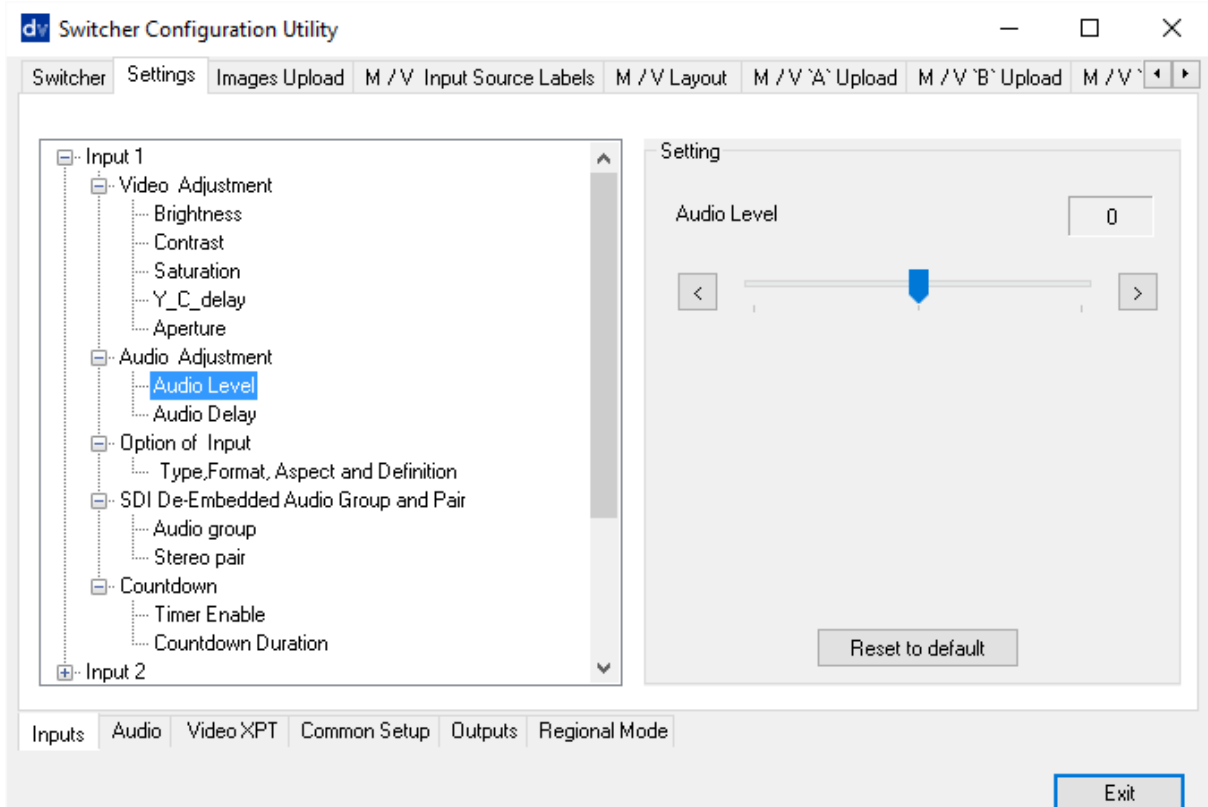 dv Switcher Configuration Utility
Switcher Settings Images Upload M / V Input Source Labels M / V Layout M / V `A` Upload M / V `B` Upload M / V `
Input 1
Video Adjustment
Brightness
Contrast
Saturation
Y_C_delay
Aperture
Audio Adjustment
Audio Level
Audio Delay
Option of Input
Type,Format, Aspect and Definition
SDI De-Embedded Audio Group and Pair
Audio group
Stereo pair
Countdown
Timer Enable
Countdown Duration
Input 2
Setting
Audio Level 0
< >
Reset to default
Inputs Audio Video XPT Common Setup Outputs Regional Mode
Exit